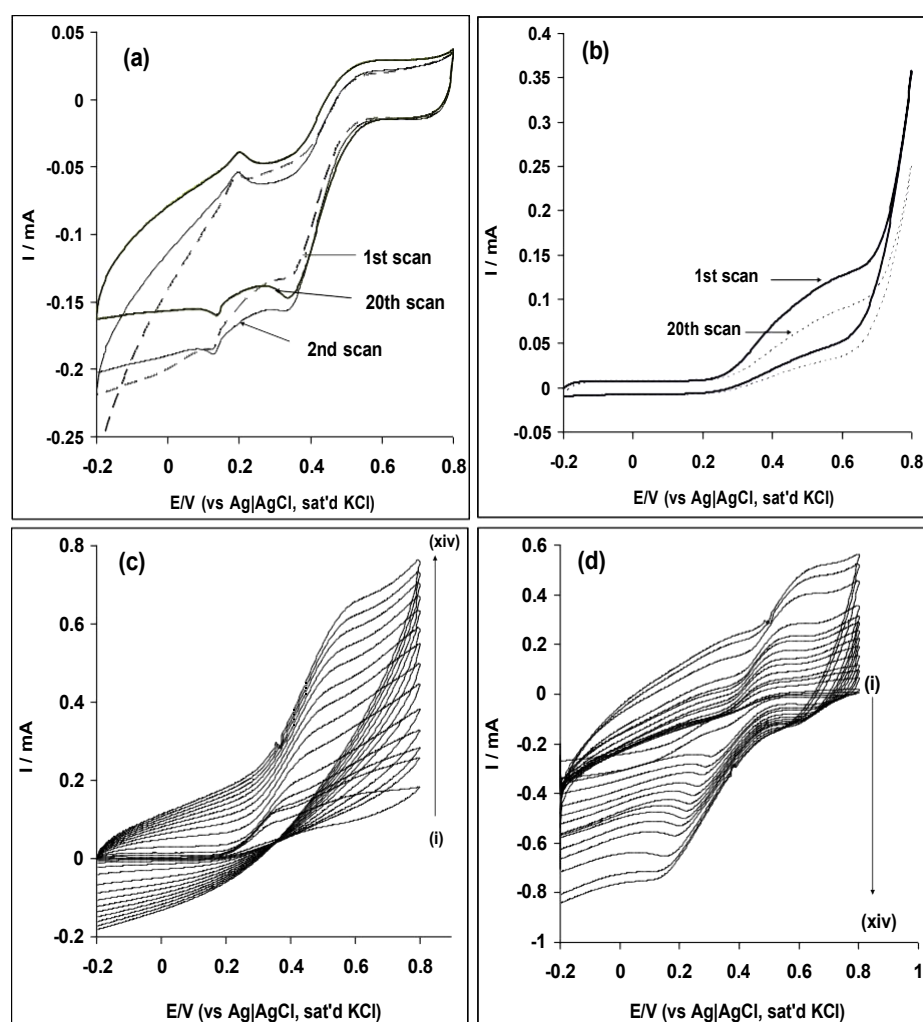 (a)
0.05
0
-0.05
-0.1
-0.15
-0.2
-0.25
I / mA
1st scan
20th scan
2nd scan
-0.2 0 0.2 0.4 0.6 0.8
E/V (vs Ag|AgCl, sat'd KCl)
(b)
0.4
0.35
0.3
0.25
0.2
0.15
0.1
0.05
0
-0.05
I / mA
1st scan
20th scan
-0.2 0 0.2 0.4 0.6 0.8
E/V (vs Ag|AgCl, sat'd KCl)
(c)
0.8
0.6
0.4
0.2
0
-0.2
I / mA
(xiv)
(i)
-0.2 0 0.2 0.4 0.6 0.8
E/V (vs Ag|AgCl, sat'd KCl)
(d)
0.6
0.4
0.2
0
-0.2
-0.4
-0.6
-0.8
-1
I / mA
(i)
(xiv)
-0.2 0 0.2 0.4 0.6 0.8 1
E/V (vs Ag|AgCl, sat'd KCl)